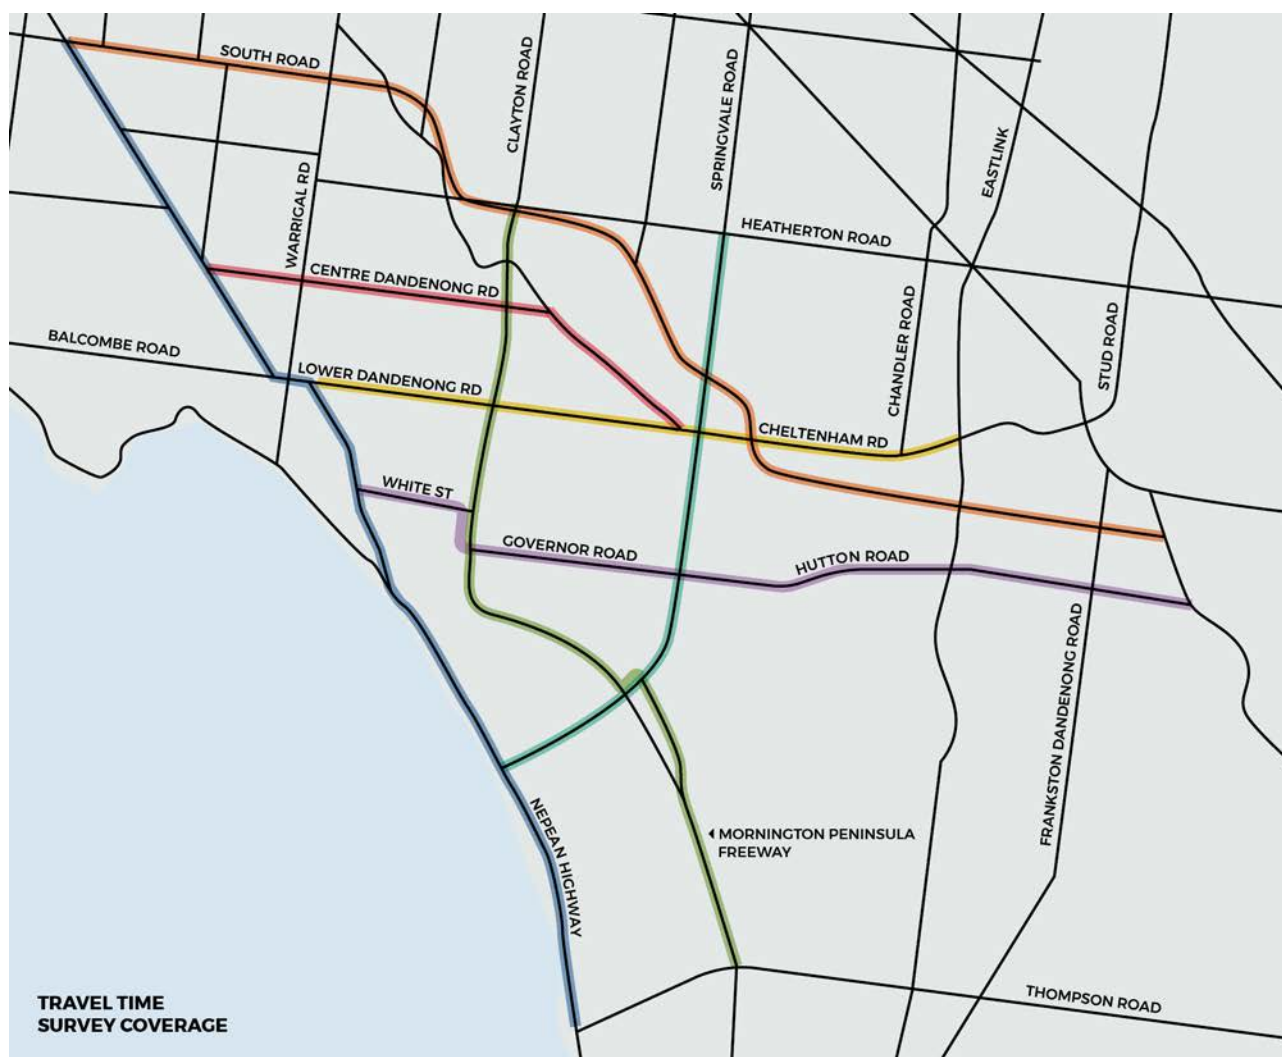 SOUTH ROAD
CLAYTON ROAD
SPRINGVALE ROAD
EASTLINK
WARRIGAL RD
HEATHERTON ROAD
CENTRE DANDENONG RD
BALCOMBE ROAD
LOWER DANDENONG RD
CHANDLER ROAD
STUD ROAD
CHELTENHAM RD
WHITE ST
GOVERNOR ROAD
HUTTON ROAD
FRANKSTON DANDENONG ROAD
NEPEAN HIGHWAY
MORNINGTON PENINSULA
FREEWAY
THOMPSON ROAD
TRAVEL TIME
SURVEY COVERAGE